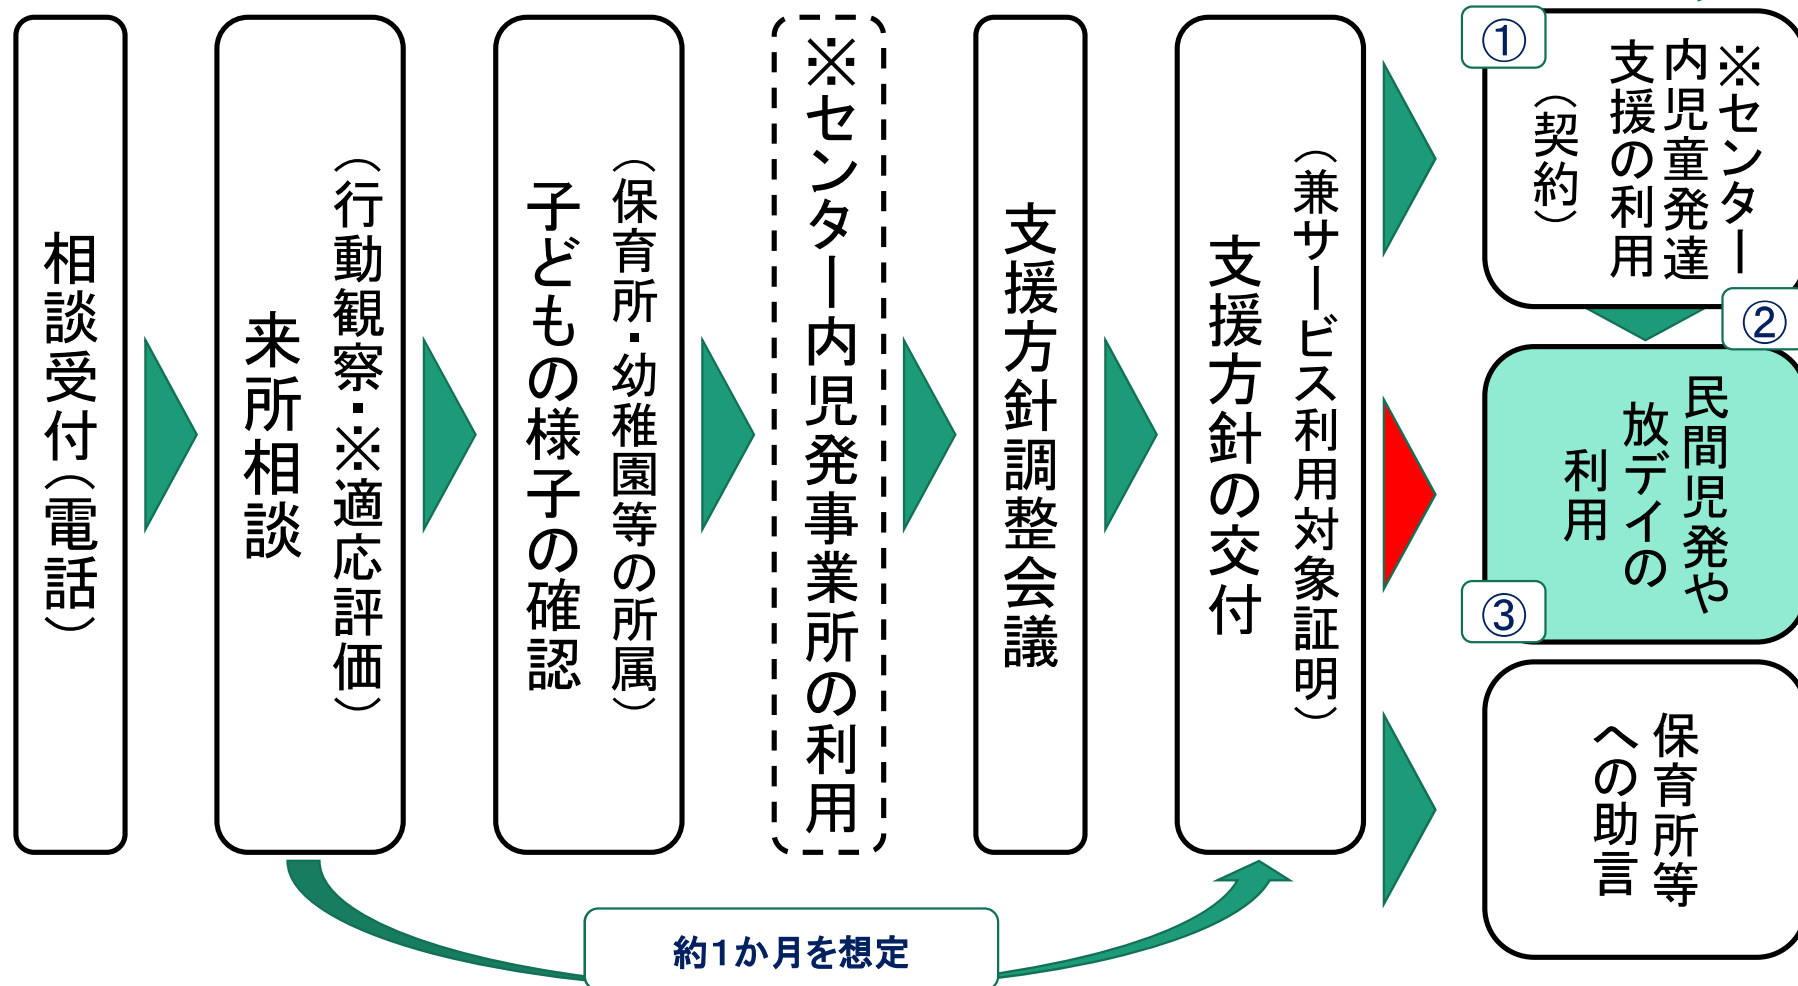 相談受付（電話）
来所相談
（行動観察・※適応評価）
子どもの様子の確認
（保育所・幼稚園等の所属）
※センター内児発事業所の利用
支援方針調整会議
支援方針の交付
（兼サービス利用対象証明）
①
※センター
内児童発達
支援の利用
（契約）
②
民間児発や
放デイの
利用
③
保育所等
への助言
約１か月を想定